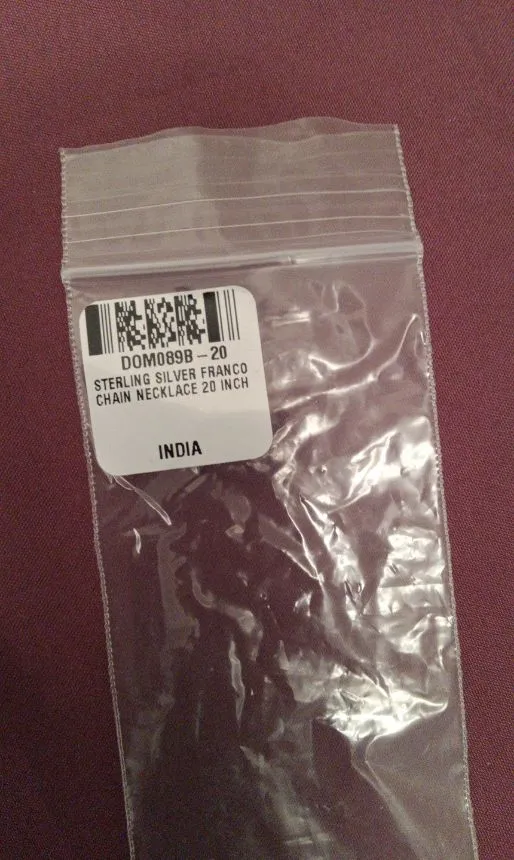 DOM089B – 20
STERLING SILVER FRANCO
CHAIN NECKLACE 20 INCH
INDIA